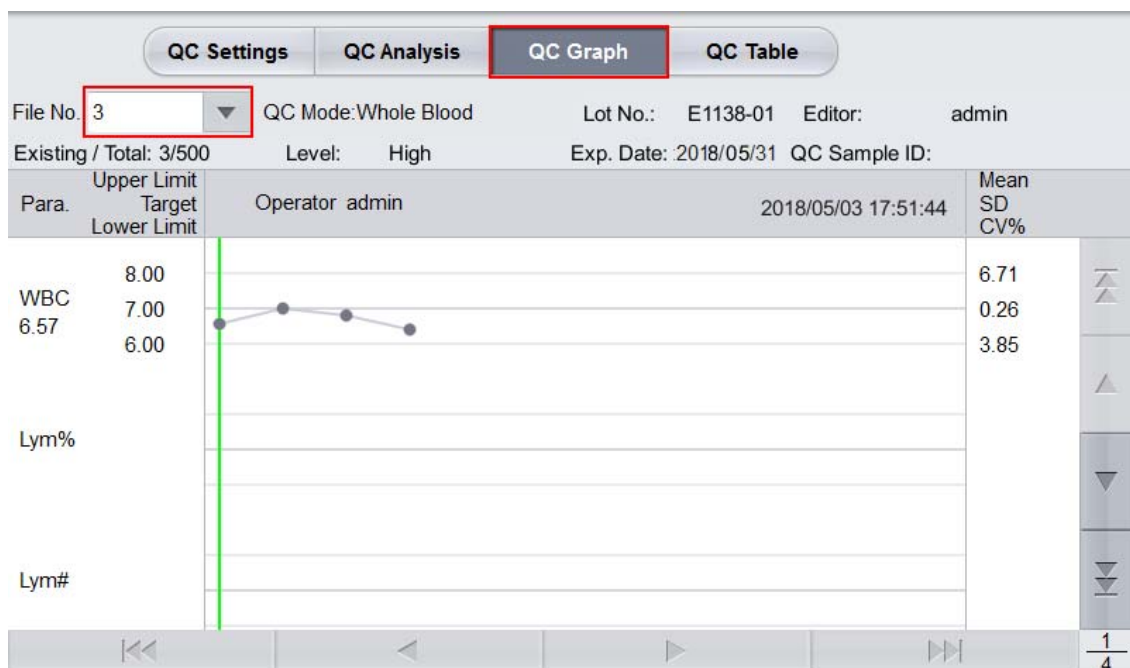 QC Settings QC Analysis QC Graph QC Table
File No. 3 QC Mode:Whole Blood Lot No.: E1138-01 Editor: admin
Existing / Total: 3/500 Level: High Exp. Date: 2018/05/31 QC Sample ID:
Para. Upper Limit
Target
Lower Limit
Operator admin 2018/05/03 17:51:44
Mean
SD
CV%
WBC
6.57
8.00
7.00
6.00
6.71
0.26
3.85
Lym%
Lym#
1
4